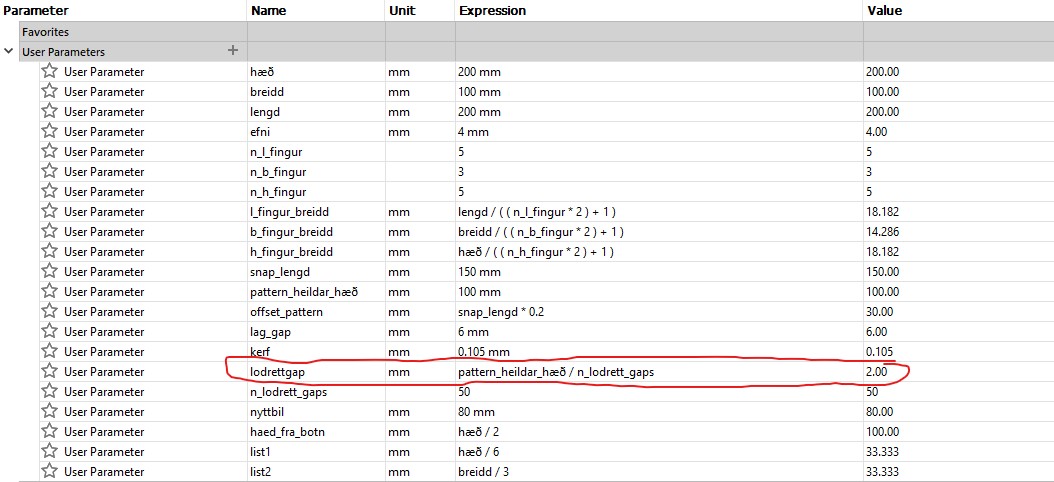 Parameter Name Unit Expression Value
Favorites
User Parameters +
User Parameter hæð mm 200 mm 200.00
User Parameter breidd mm 100 mm 100.00
User Parameter lengd mm 200 mm 200.00
User Parameter efni mm 4 mm 4.00
User Parameter n_l_fingur 5 5
User Parameter n_b_fingur 3 3
User Parameter n_h_fingur 5 5
User Parameter l_fingur_breidd mm lengd / ( ( n_l_fingur * 2 ) + 1 ) 18.182
User Parameter b_fingur_breidd mm breidd / ( ( n_b_fingur * 2 ) + 1 ) 14.286
User Parameter h_fingur_breidd mm hæð / ( ( n_h_fingur * 2 ) + 1 ) 18.182
User Parameter snap_lengd mm 150 mm 150.00
User Parameter pattern_heildar_hæð mm 100 mm 100.00
User Parameter offset_pattern mm snap_lengd * 0.2 30.00
User Parameter lag_gap mm 6 mm 6.00
User Parameter kerf mm 0.105 mm 0.105
User Parameter lodrettgap mm pattern_heildar_hæð / n_lodrett_gaps 2.00
User Parameter n_lodrett_gaps 50 50
User Parameter nyttbil mm 80 mm 80.00
User Parameter haed_fra_botn mm hæð / 2 100.00
User Parameter list1 mm hæð / 6 33.333
User Parameter list2 mm breidd / 3 33.333